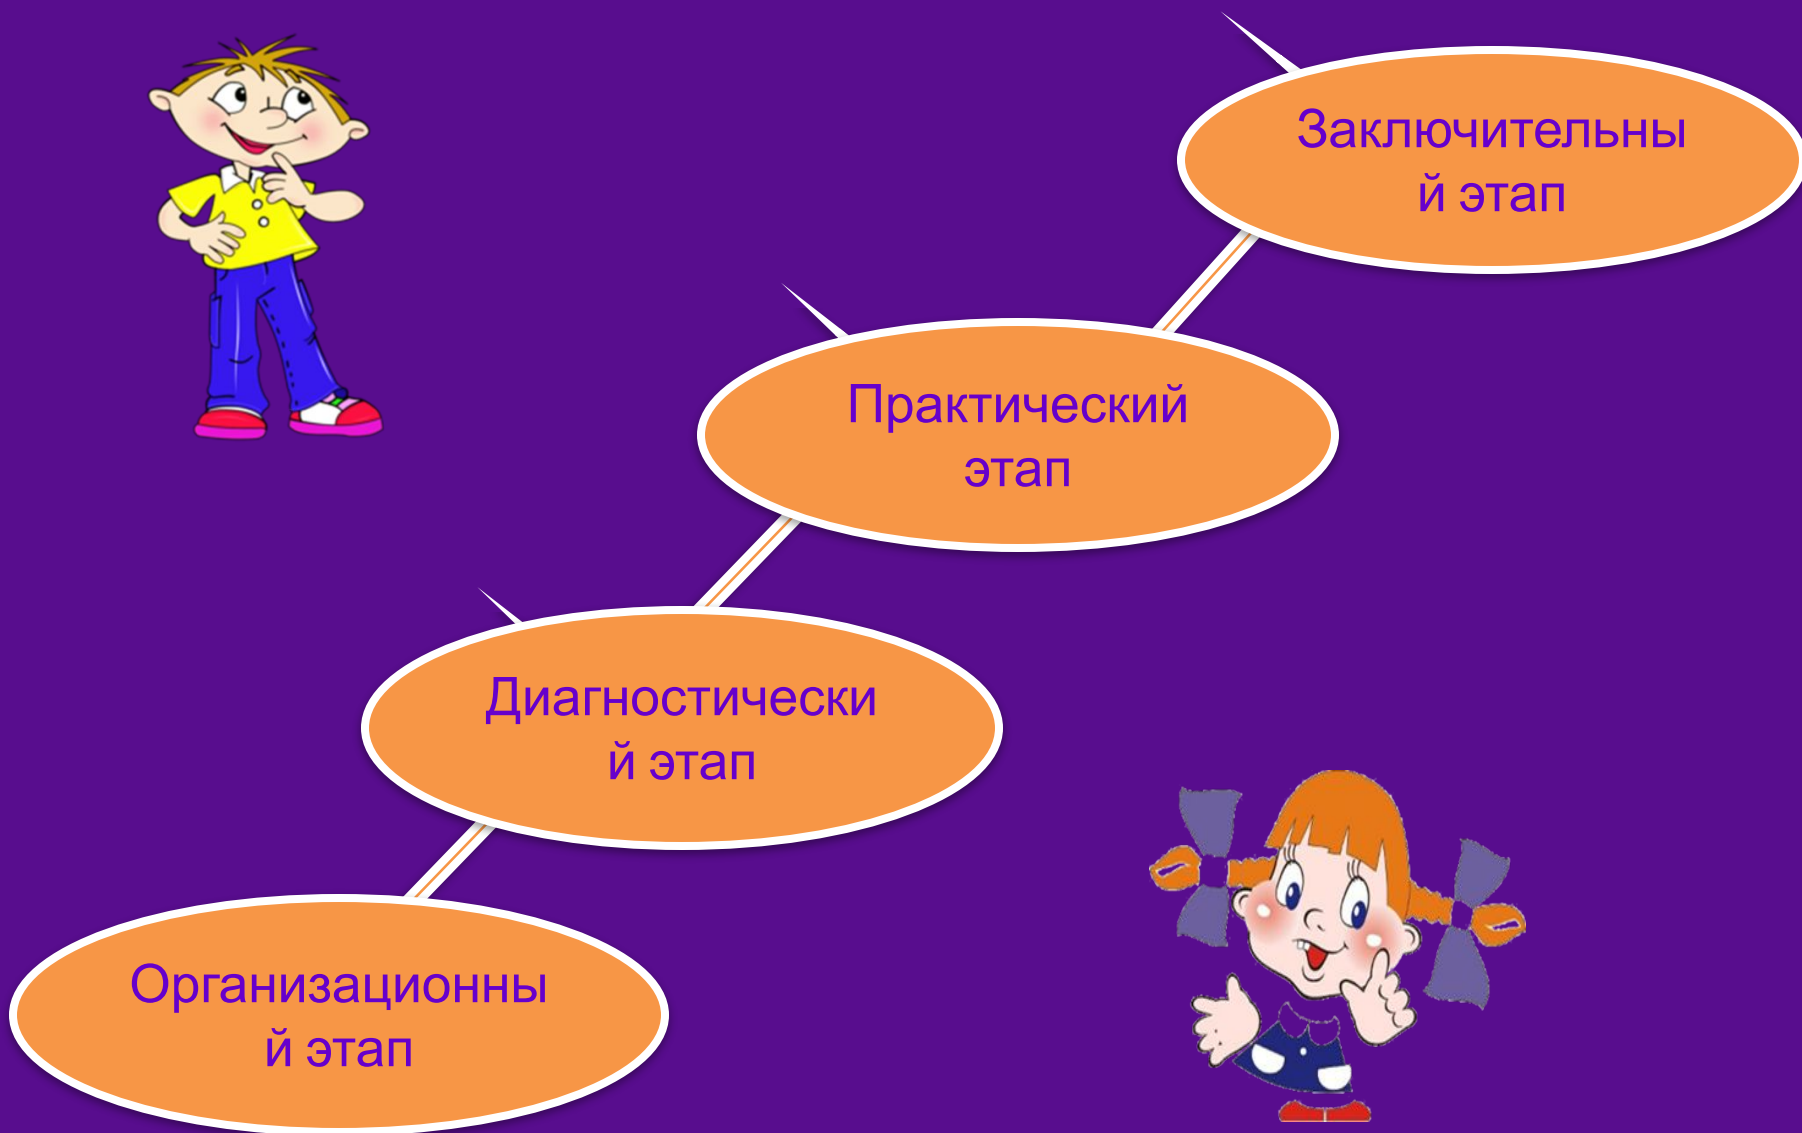 Заключительны
й этап
Практический
этап
Диагностически
й этап
Организационны
й этап